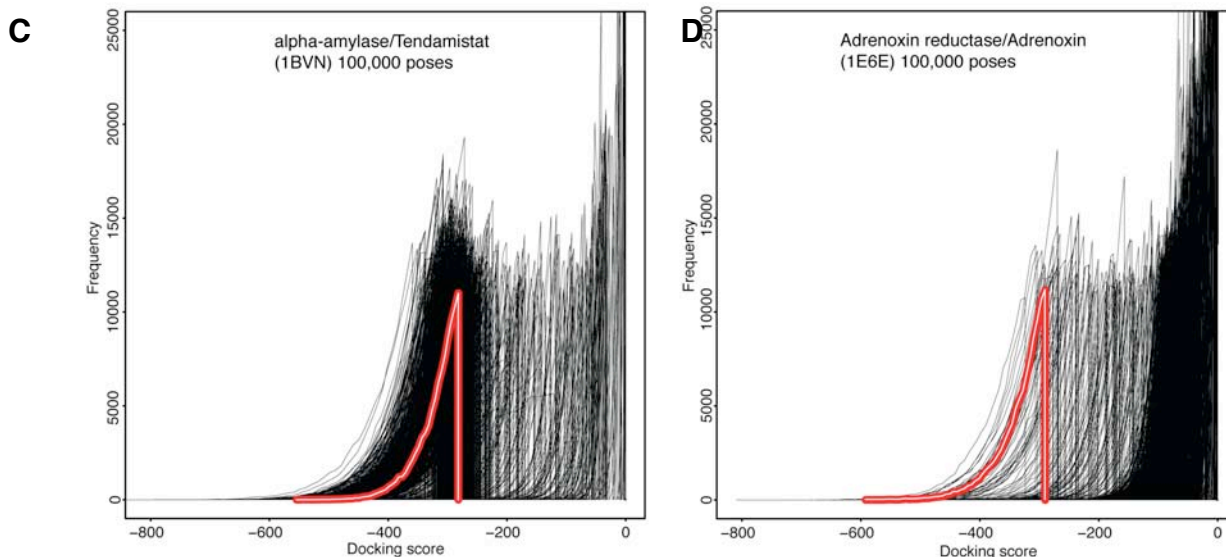 C
alpha-amylase/Tendamistat
(1BVN) 100,000 poses
Frequency
25000
20000
15000
10000
5000
0
−800
−600
−400
−200
0
Docking score
D
Adrenoxin reductase/Adrenoxin
(1E6E) 100,000 poses
Frequency
25000
20000
15000
10000
5000
0
−800
−600
−400
−200
0
Docking score